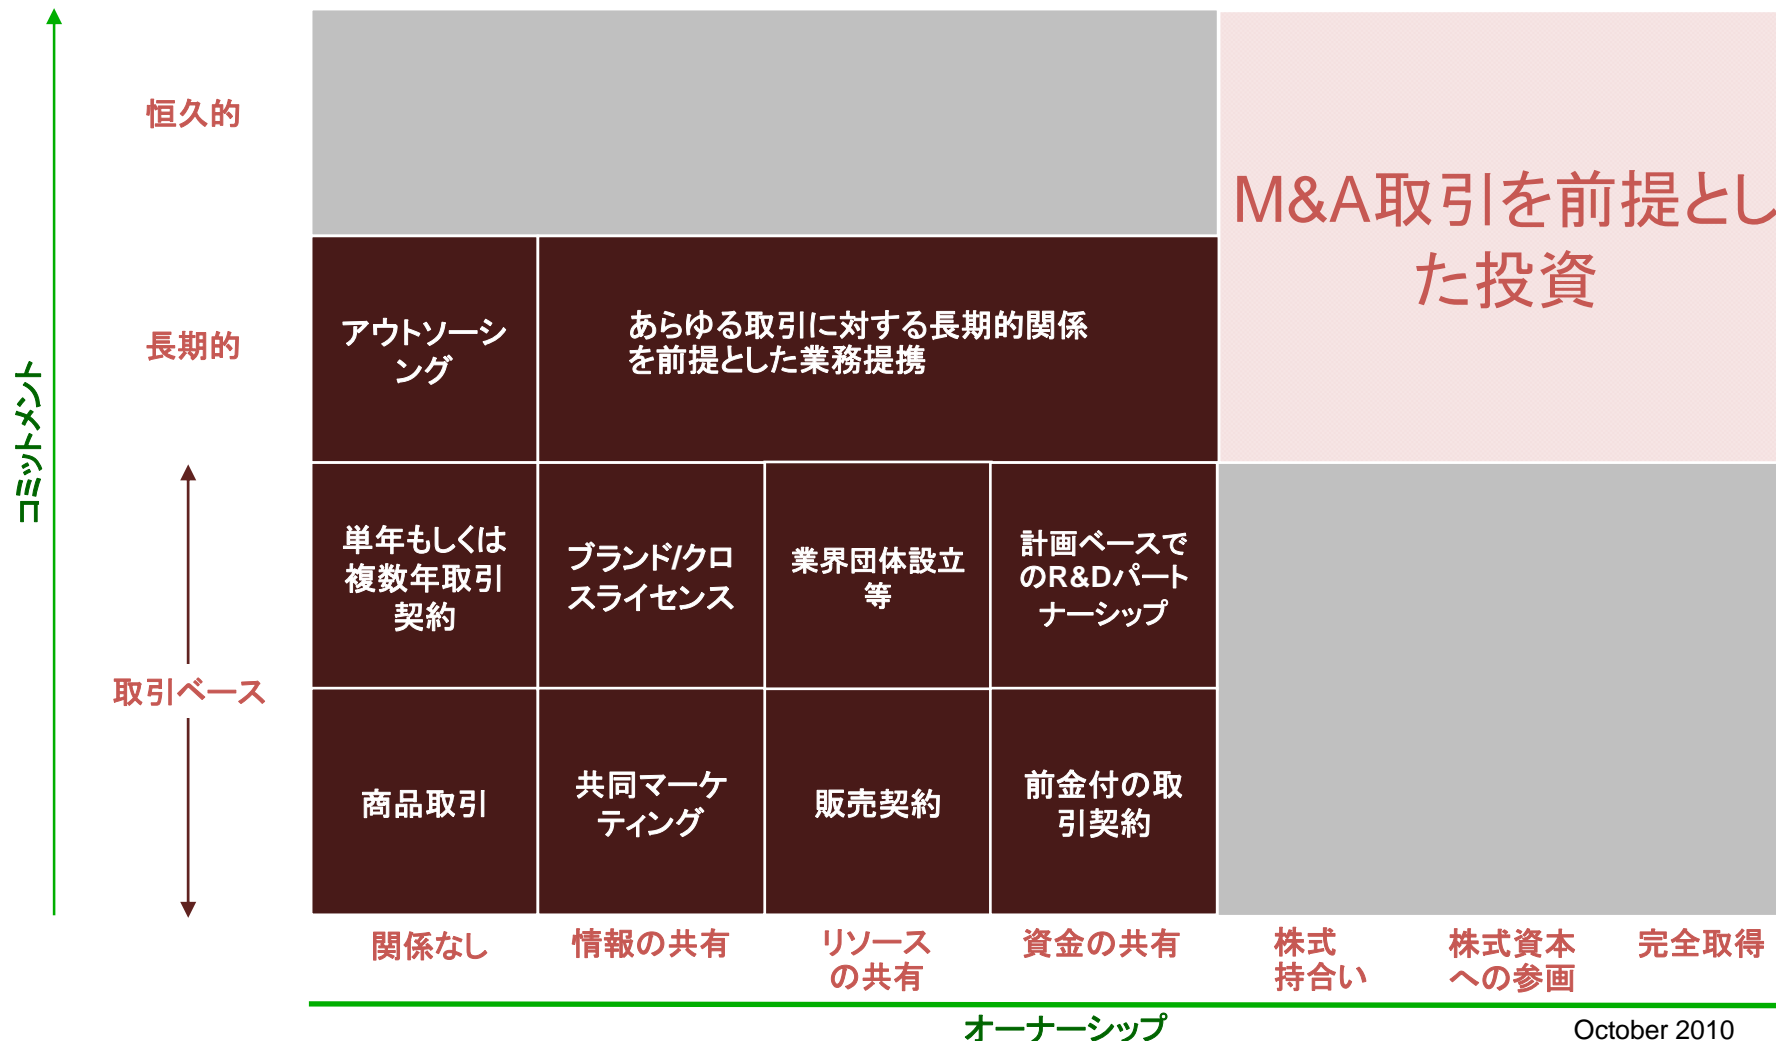 恒久的
M&A取引を前提とし
た投資
長期的
アウトソーシ
ング
あらゆる取引に対する長期的関係
を前提とした業務提携
コミットメント
単年もしくは
複数年取引
契約
ブランド/クロ
スライセンス
業界団体設立
等
計画ベースで
のR&Dパート
ナーシップ
取引ベース
商品取引
共同マーケ
ティング
販売契約
前金付の取
引契約
関係なし
情報の共有
リソース
の共有
資金の共有
株式
持合い
株式資本
への参画
完全取得
オーナーシップ
October 2010